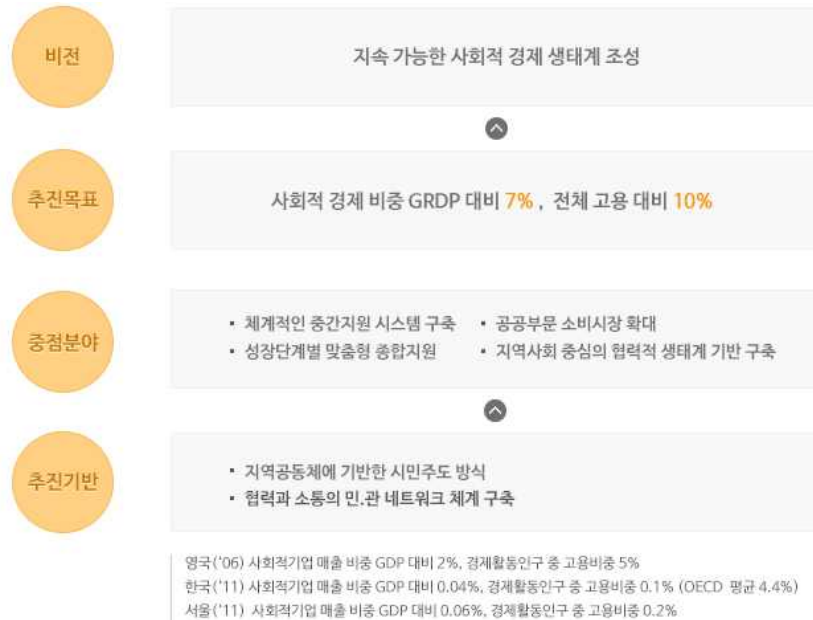 비전
지속 가능한 사회적 경제 생태계 조성
추진목표
사회적 경제 비중 GRDP 대비 7% , 전체 고용 대비 10%
중점분야
▪ 체계적인 중간지원 시스템 구축 ▪ 공공부문 소비시장 확대
▪ 성장단계별 맞춤형 종합지원 ▪ 지역사회 중심의 협력적 생태계 기반 구축
추진기반
▪ 지역공동체에 기반한 시민주도 방식
▪ 협력과 소통의 민.관 네트워크 체계 구축
영국('06) 사회적기업 매출 비중 GDP 대비 2%, 경제활동인구 중 고용비중 5%
한국('11) 사회적기업 매출 비중 GDP 대비 0.04%, 경제활동인구 중 고용비중 0.1% (OECD 평균 4.4%)
서울('11) 사회적기업 매출 비중 GDP 대비 0.06%, 경제활동인구 중 고용비중 0.2%